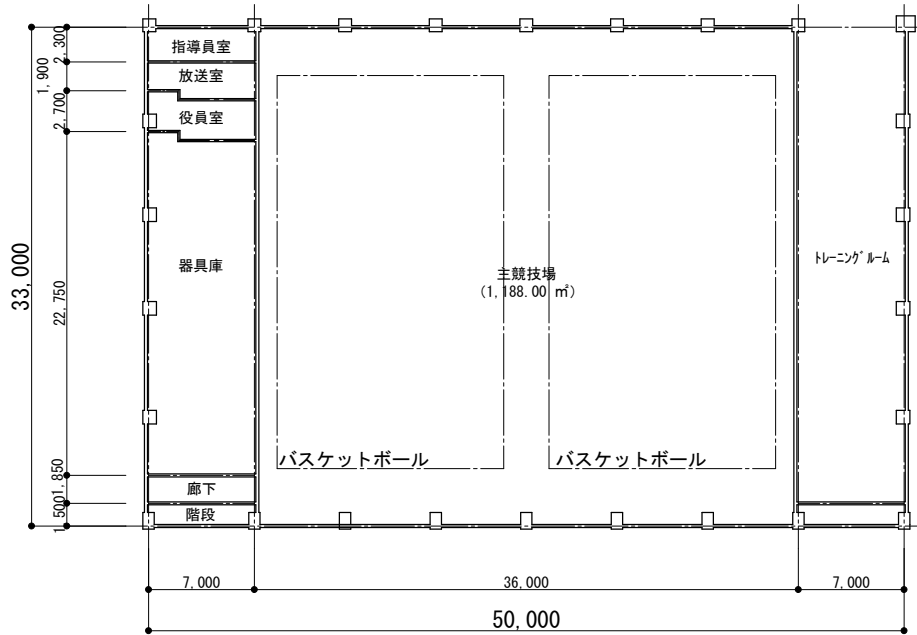 2,300
1,900
2,700
22,750
1,850
1,500
33,000
指導員室
放送室
役員室
器具庫
廊下
階段
主競技場
(1,188.00 ㎡)
バスケットボール
バスケットボール
ﾄﾚｰﾆﾝｸﾞﾙｰﾑ
7,000
36,000
7,000
50,000